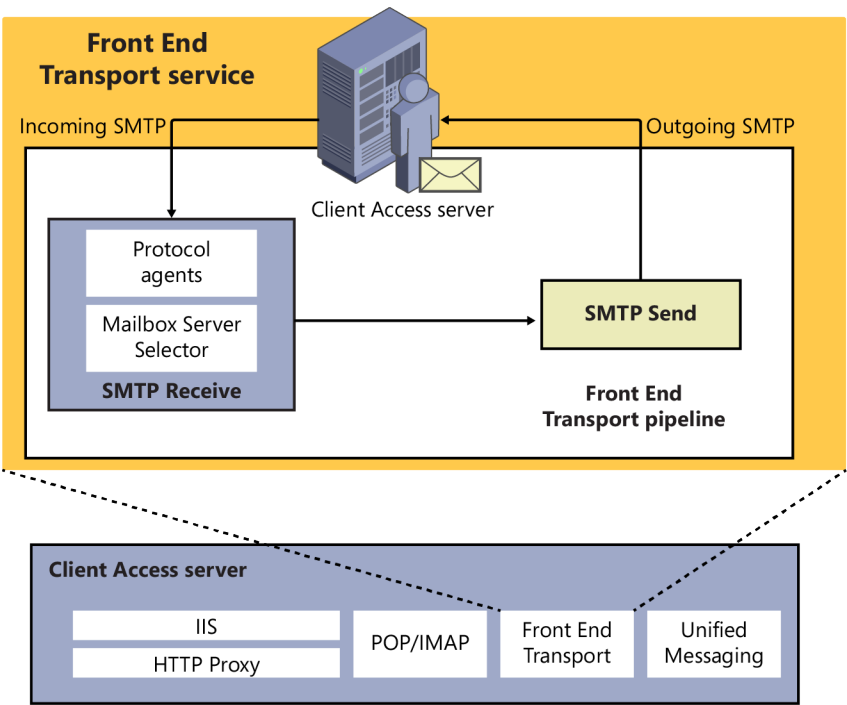 Front End
Transport service
Incoming SMTP
Outgoing SMTP
Client Access server
Protocol
agents
Mailbox Server
Selector
SMTP Receive
SMTP Send
Front End
Transport pipeline
Client Access server
IIS
HTTP Proxy
POP/IMAP
Front End
Transport
Unified
Messaging